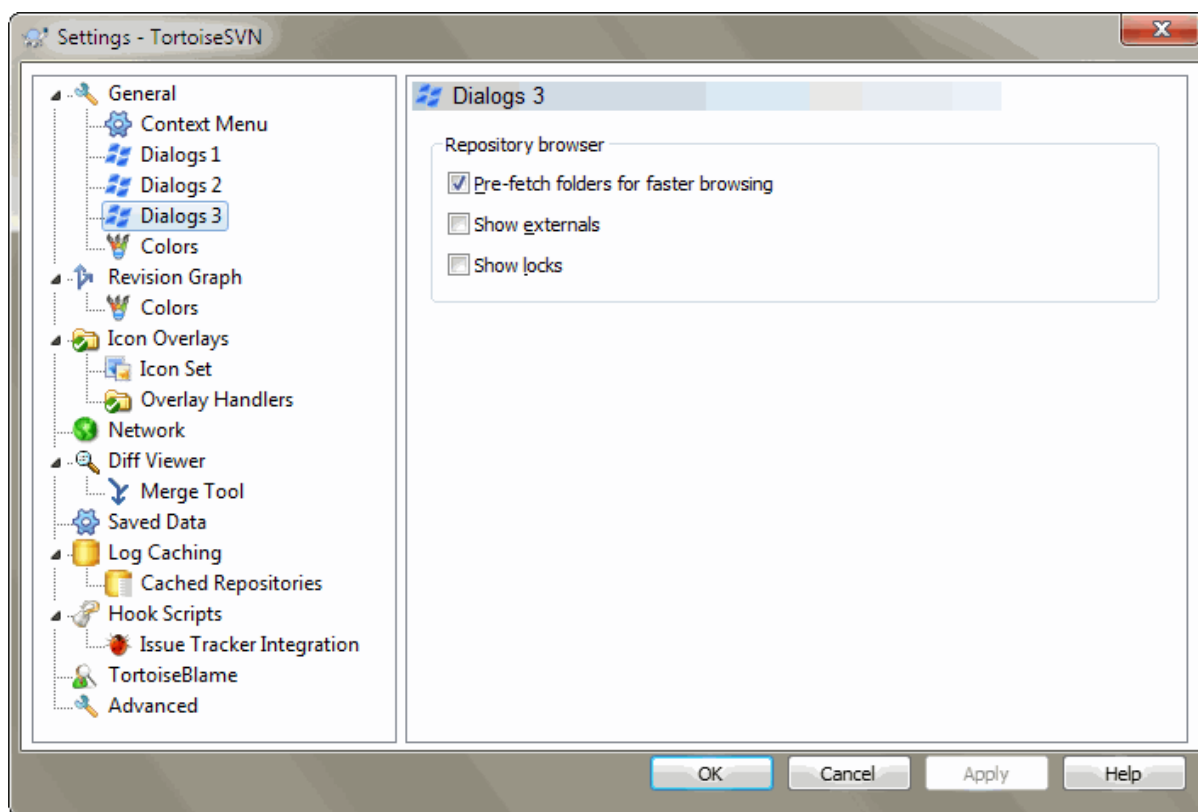 Settings - TortoiseSVN
General
Context Menu
Dialogs 1
Dialogs 2
Dialogs 3
Colors
Revision Graph
Colors
Icon Overlays
Icon Set
Overlay Handlers
Network
Diff Viewer
Merge Tool
Saved Data
Log Caching
Cached Repositories
Hook Scripts
Issue Tracker Integration
TortoiseBlame
Advanced
Dialogs 3
Repository browser
Pre-fetch folders for faster browsing
Show externals
Show locks
OK
Cancel
Apply
Help